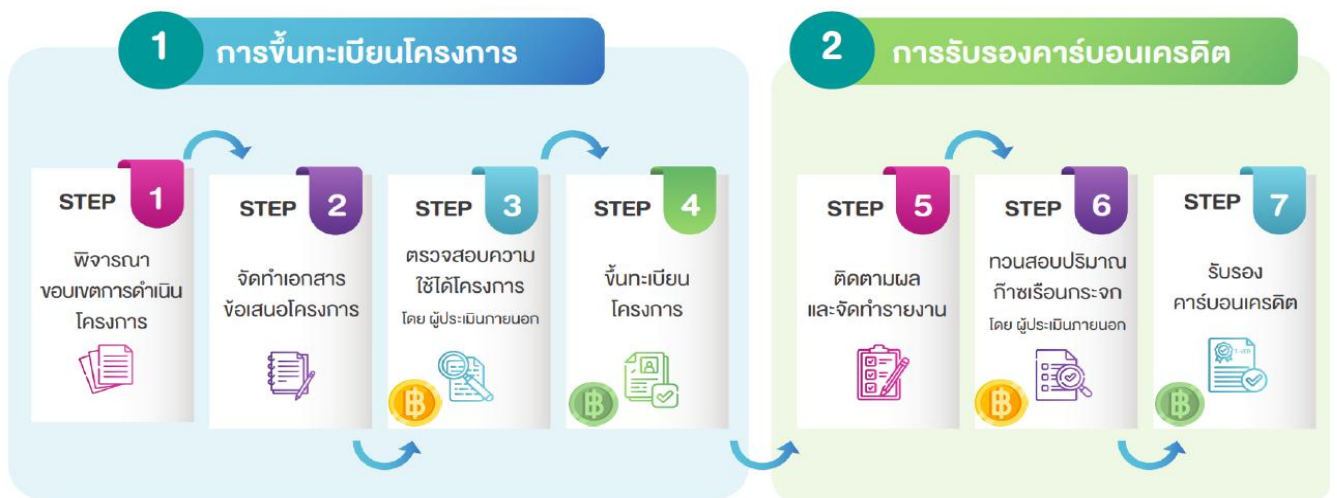 1 การขึ้นทะเบียนโครงการ
STEP 1
พิจารณา
ขอบเขตการดำเนิน
โครงการ
STEP 2
จัดทำเอกสาร
ข้อเสนอโครงการ
STEP 3
ตรวจสอบความ
ใช้ได้โครงการ
โดย ผู้ประเมินภายนอก
฿
STEP 4
ขึ้นทะเบียน
โครงการ
฿
2 การรับรองคาร์บอนเครดิต
STEP 5
ติดตามผล
และจัดทำรายงาน
STEP 6
ทวนสอบปริมาณ
ก๊าซเรือนกระจก
โดย ผู้ประเมินภายนอก
฿
STEP 7
รับรอง
คาร์บอนเครดิต
T-VER
฿